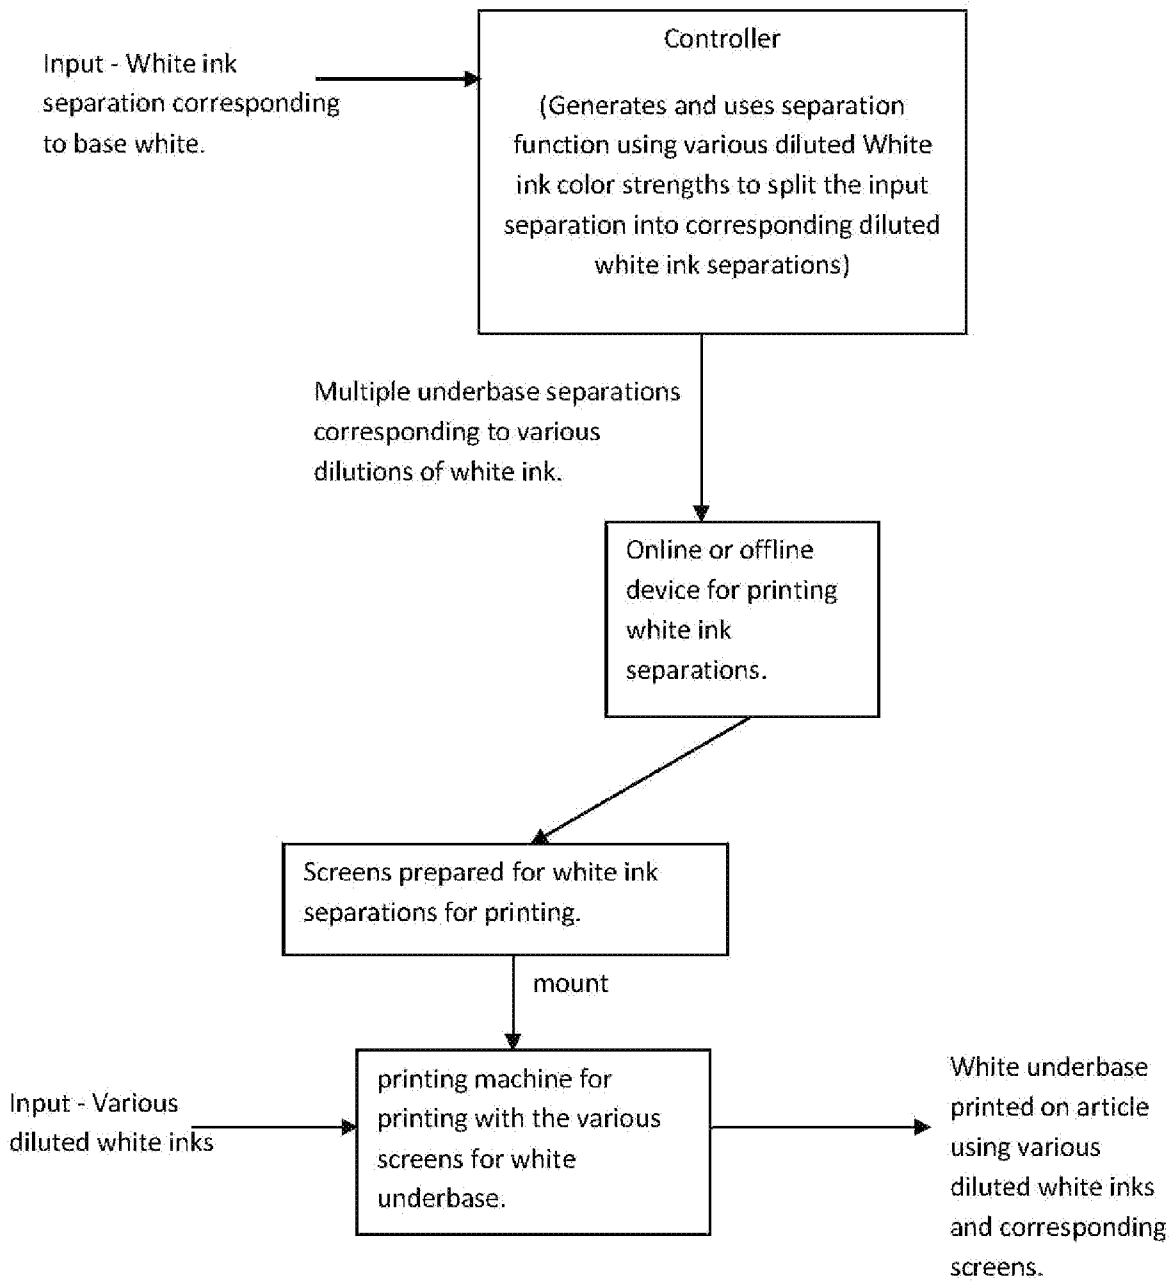 Controller
Input - White ink
separation corresponding
to base white.
(Generates and uses separation
function using various diluted White
ink color strengths to split the input
separation into corresponding diluted
white ink separations)
Multiple underbase separations
corresponding to various
dilutions of white ink.
Online or offline
device for printing
white ink
separations.
Screens prepared for white ink
separations for printing.
mount
Input - Various
diluted white inks
printing machine for
printing with the various
screens for white
underbase.
White underbase
printed on article
using various
diluted white inks
and corresponding
screens.